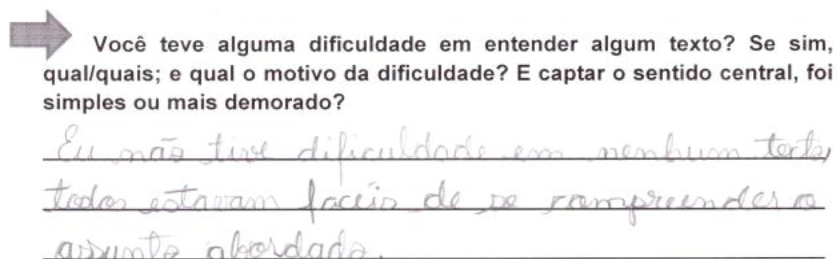 Você teve alguma dificuldade em entender algum texto? Se sim,
qual/quais; e qual o motivo da dificuldade? E captar o sentido central, foi
simples ou mais demorado?
Eu não tive dificuldade em nenhum texto,
todos estavam faceis de se compreender o
assunto abordado.